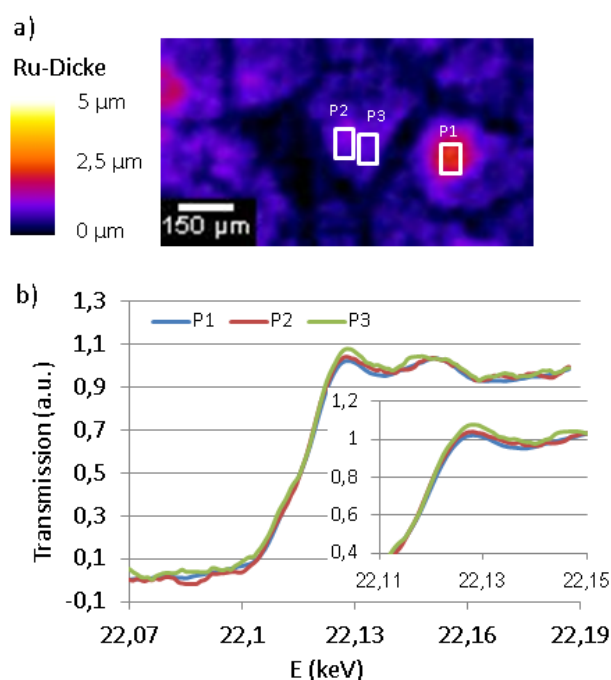 a)
Ru-Dicke
5 µm
2,5 µm
0 µm
P2
P3
P1
150 µm
b)
1,3
1,1
0,9
0,7
0,5
0,3
0,1
-0,1
Transmission (a.u.)
P1 P2 P3
1,2
1
0,8
0,6
0,4
22,11 22,13 22,15
22,07 22,1 22,13 22,16 22,19
E (keV)